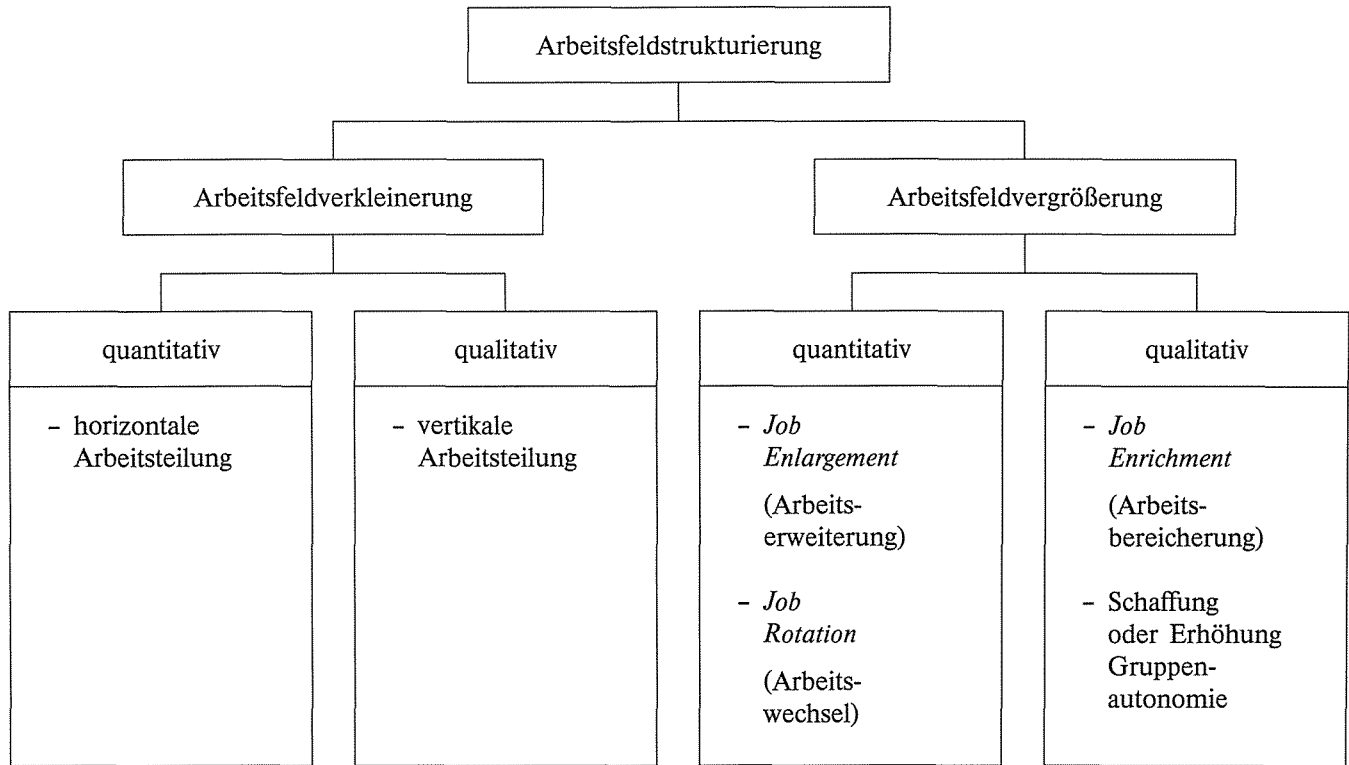 Arbeitsfeldstrukturierung
Arbeitsfeldverkleinerung
Arbeitsfeldvergrößerung
quantitativ
– horizontale
Arbeitsteilung
qualitativ
– vertikale
Arbeitsteilung
quantitativ
– Job
Enlargement
(Arbeits-
erweiterung)
– Job
Rotation
(Arbeits-
wechsel)
qualitativ
– Job
Enrichment
(Arbeits-
bereicherung)
– Schaffung
oder Erhöhung
Gruppen-
autonomie